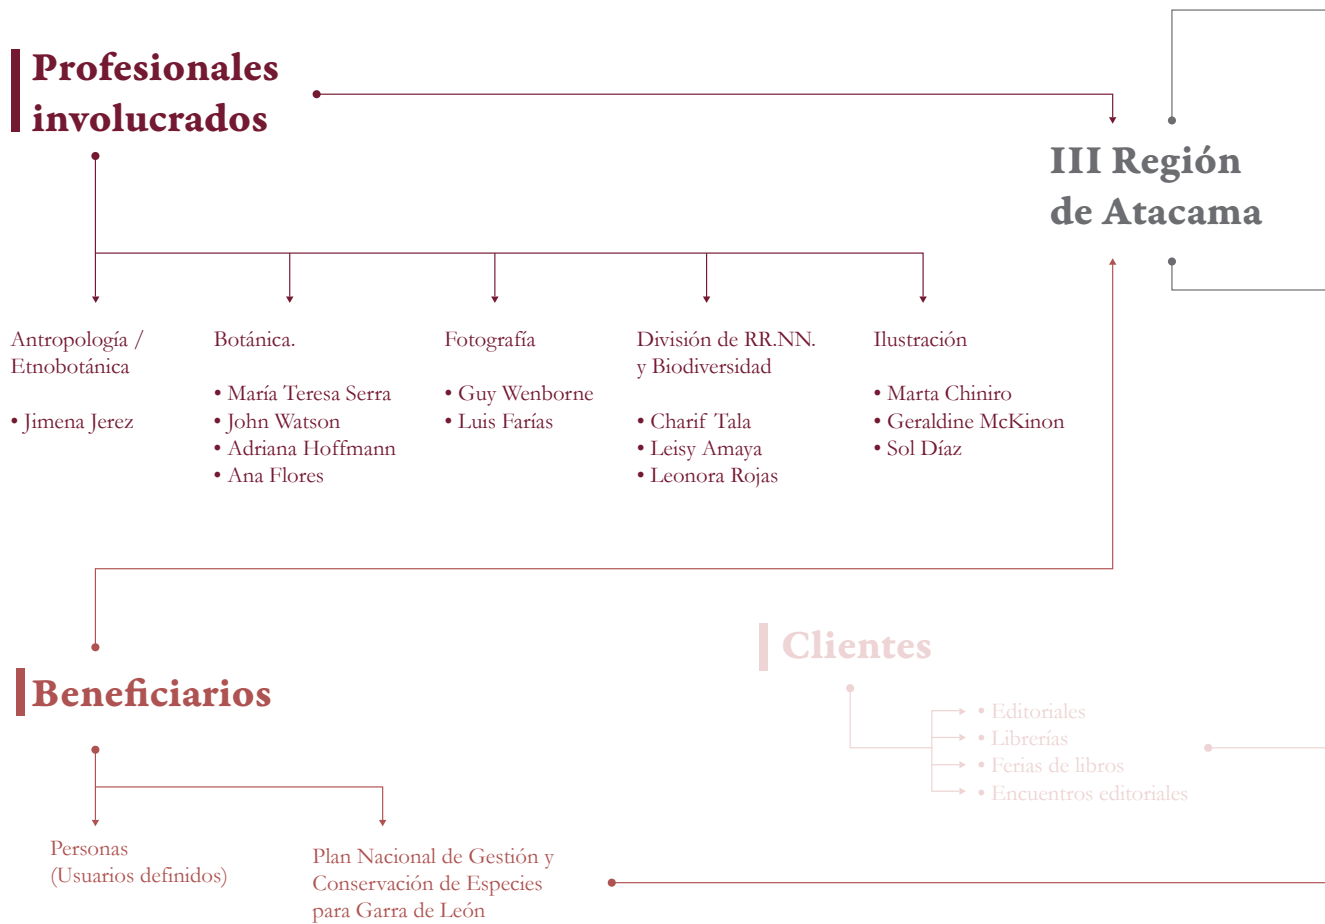 Profesionales
involucrados
III Región
de Atacama
Antropología /
Etnobotánica
• Jimena Jerez
Botánica.
• María Teresa Serra
• John Watson
• Adriana Hoffmann
• Ana Flores
Fotografía
• Guy Wenborne
• Luis Farías
División de RR.NN.
y Biodiversidad
• Charif Tala
• Leisy Amaya
• Leonora Rojas
Ilustración
• Marta Chiniro
• Geraldine McKinon
• Sol Díaz
Clientes
• Editoriales
• Librerías
• Ferias de libros
• Encuentros editoriales
Beneficiarios
Personas
(Usuarios definidos)
Plan Nacional de Gestión y
Conservación de Especies
para Garra de León